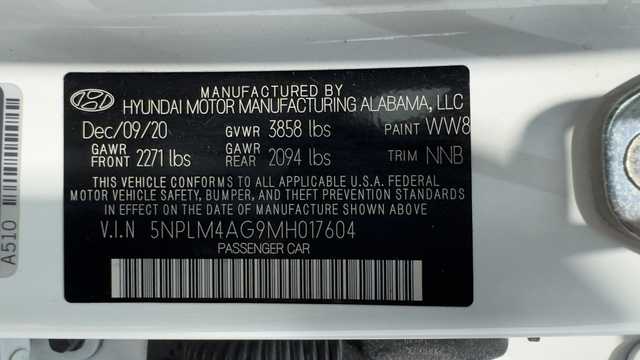 MANUFACTURED BY
HYUNDAI MOTOR MANUFACTURING ALABAMA, LLC
Dec/09/20 GVWR 3858 lbs PAINT WW8
GAWR FRONT 2271 lbs GAWR REAR 2094 lbs TRIM NNB
THIS VEHICLE CONFORMS TO ALL APPLICABLE U.S.A. FEDERAL
MOTOR VEHICLE SAFETY, BUMPER, AND THEFT PREVENTION STANDARDS
IN EFFECT ON THE DATE OF MANUFACTURE SHOWN ABOVE.
V.I.N 5NPLM4AG9MH017604
PASSENGER CAR
A510